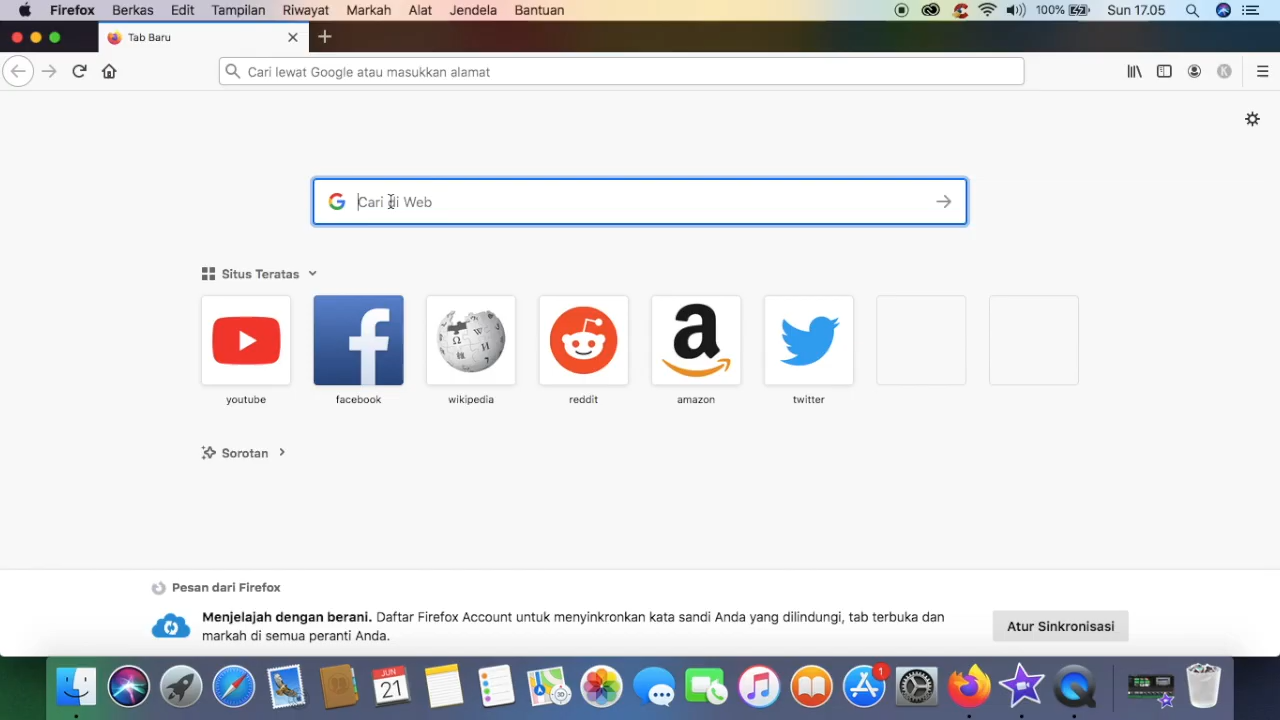 Firefox Berkas Edit Tampilan Riwayat Markah Alat Jendela Bantuan 100% Sun 17.05
Tab Baru
Cari lewat Google atau masukkan alamat
K
Cari di Web
Situs Teratas
youtube facebook wikipedia reddit amazon twitter
Sorotan
Pesan dari Firefox
Menjelajah dengan berani. Daftar Firefox Account untuk menyinkronkan kata sandi Anda yang dilindungi, tab terbuka dan
markah di semua peranti Anda.
Atur Sinkronisasi
JUN
21
1